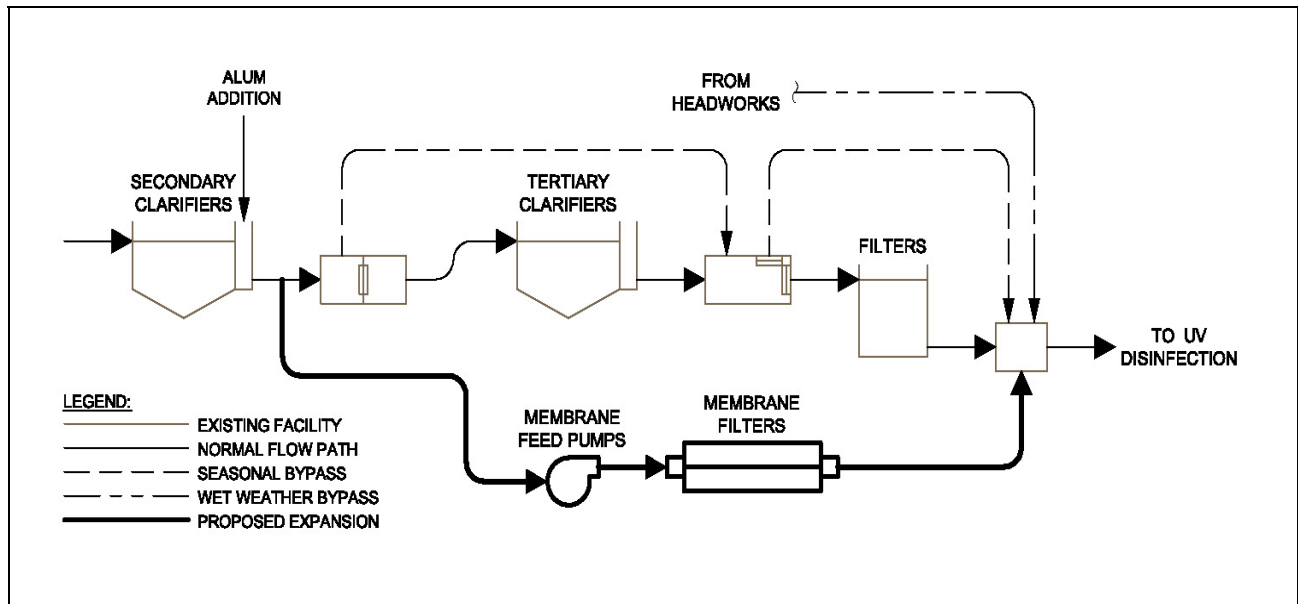 ALUM
ADDITION
FROM
HEADWORKS
SECONDARY
CLARIFIERS
TERTIARY
CLARIFIERS
FILTERS
TO UV
DISINFECTION
MEMBRANE
FEED PUMPS
MEMBRANE
FILTERS
LEGEND:
EXISTING FACILITY
NORMAL FLOW PATH
SEASONAL BYPASS
WET WEATHER BYPASS
PROPOSED EXPANSION